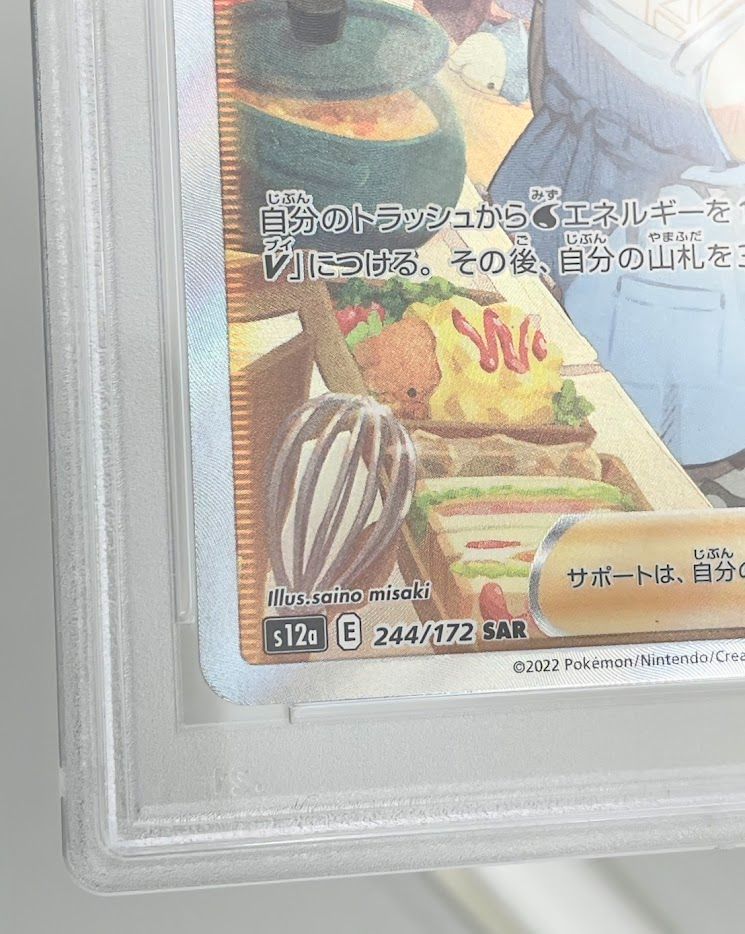 自分のトラッシュからエネルギーを
V」につける。その後、自分の山札を
サポートは、自分の
Illus.saino misaki
s12a E 244/172 SAR
©2022 Pokémon/Nintendo/Crea